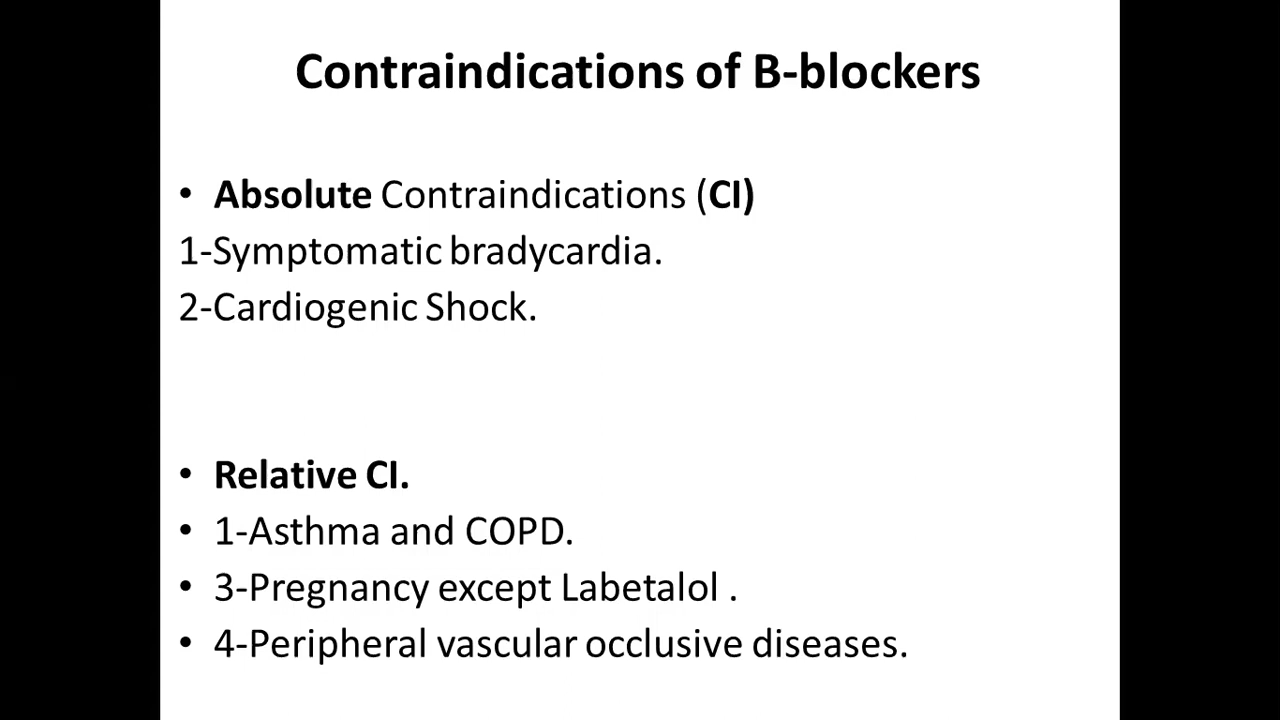 Contraindications of B-blockers
• Absolute Contraindications (CI)
1-Symptomatic bradycardia.
2-Cardiogenic Shock.
• Relative CI.
• 1-Asthma and COPD.
• 3-Pregnancy except Labetalol .
• 4-Peripheral vascular occlusive diseases.